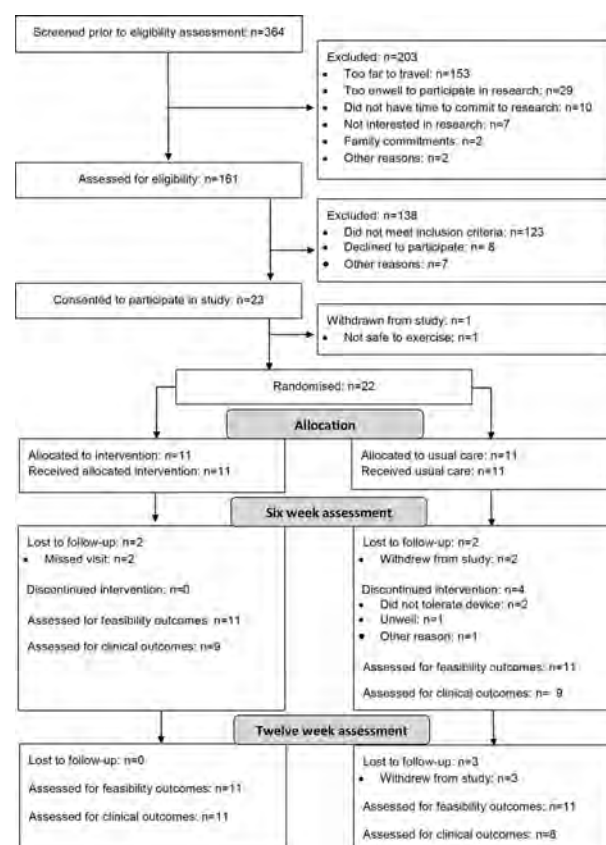 Screened prior to eligibility assessment: n=364
Excluded: n=203
• Too far to travel: n=153
• Too unwell to participate in research: n=29
• Did not have time to commit to research: n=10
• Not interested in research: n=7
• Family commitments: n=2
• Other reasons: n=2
Assessed for eligibility: n=161
Excluded: n=138
• Did not meet inclusion criteria: n=123
• Declined to participate: n= 8
• Other reasons: n=7
Consented to participate in study: n=23
Withdrawn from study: n=1
• Not safe to exercise; n=1
Randomised: n=22
Allocation
Allocated to intervention: n=11
Received allocated intervention: n=11
Allocated to usual care: n=11
Received usual care: n=11
Six week assessment
Lost to follow-up: n=2
• Missed visit: n=2
Discontinued intervention: n=0
Assessed for feasibility outcomes: n=11
Assessed for clinical outcomes: n=9
Lost to follow-up: n=2
• Withdrew from study: n=2
Discontinued intervention: n=4
• Did not tolerate device: n=2
• Unwell: n=1
• Other reason: n=1
Assessed for feasibility outcomes: n=11
Assessed for clinical outcomes: n= 9
Twelve week assessment
Lost to follow-up: n=0
Assessed for feasibility outcomes: n=11
Assessed for clinical outcomes: n=11
Lost to follow-up: n=3
• Withdrew from study: n=3
Assessed for feasibility outcomes: n=11
Assessed for clinical outcomes: n=8